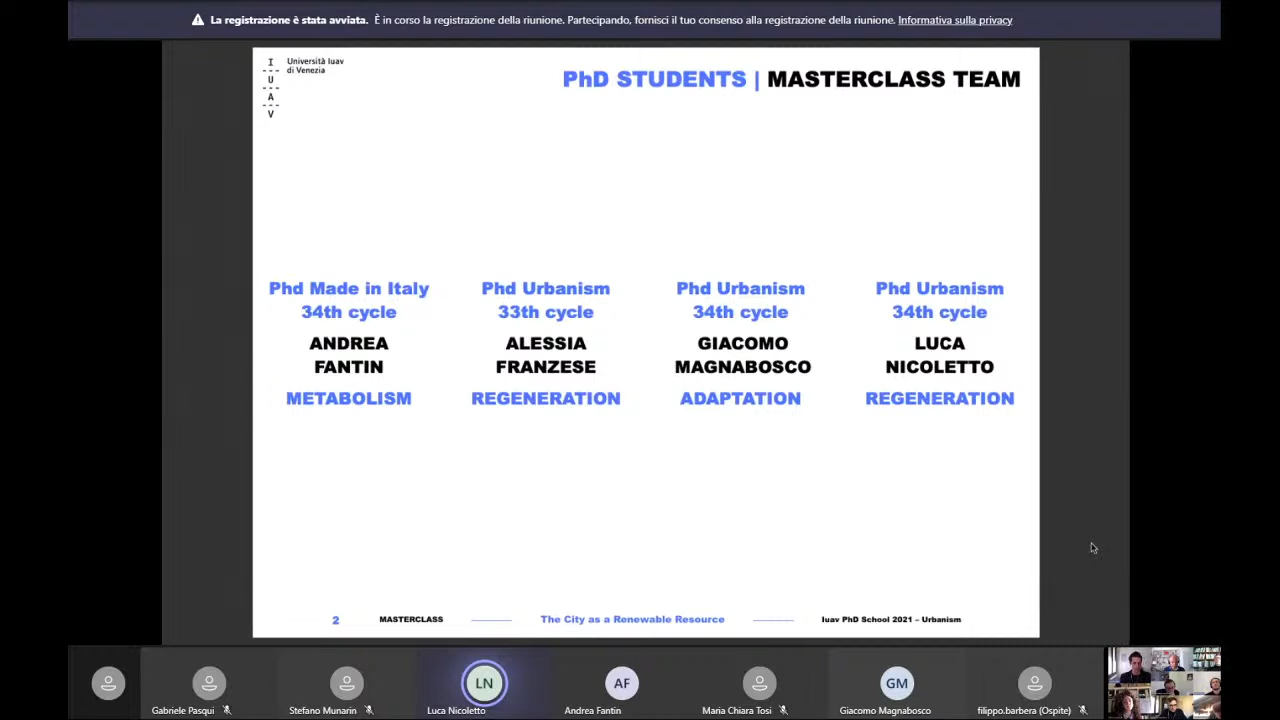 La registrazione è stata avviata. È in corso la registrazione della riunione. Partecipando, fornisci il tuo consenso alla registrazione della riunione. Informativa sulla privacy
I
U
A
V
Università Iuav
di Venezia
PhD STUDENTS | MASTERCLASS TEAM
Phd Made in Italy
34th cycle
ANDREA
FANTIN
METABOLISM
Phd Urbanism
33th cycle
ALESSIA
FRANZESE
REGENERATION
Phd Urbanism
34th cycle
GIACOMO
MAGNABOSCO
ADAPTATION
Phd Urbanism
34th cycle
LUCA
NICOLETTO
REGENERATION
2 MASTERCLASS The City as a Renewable Resource Iuav PhD School 2021 – Urbanism
LN AF GM
Gabriele Pasqui Stefano Munarin Luca Nicoletto Andrea Fantin Maria Chiara Tosi Giacomo Magnabosco filippo.barbera (Ospite)